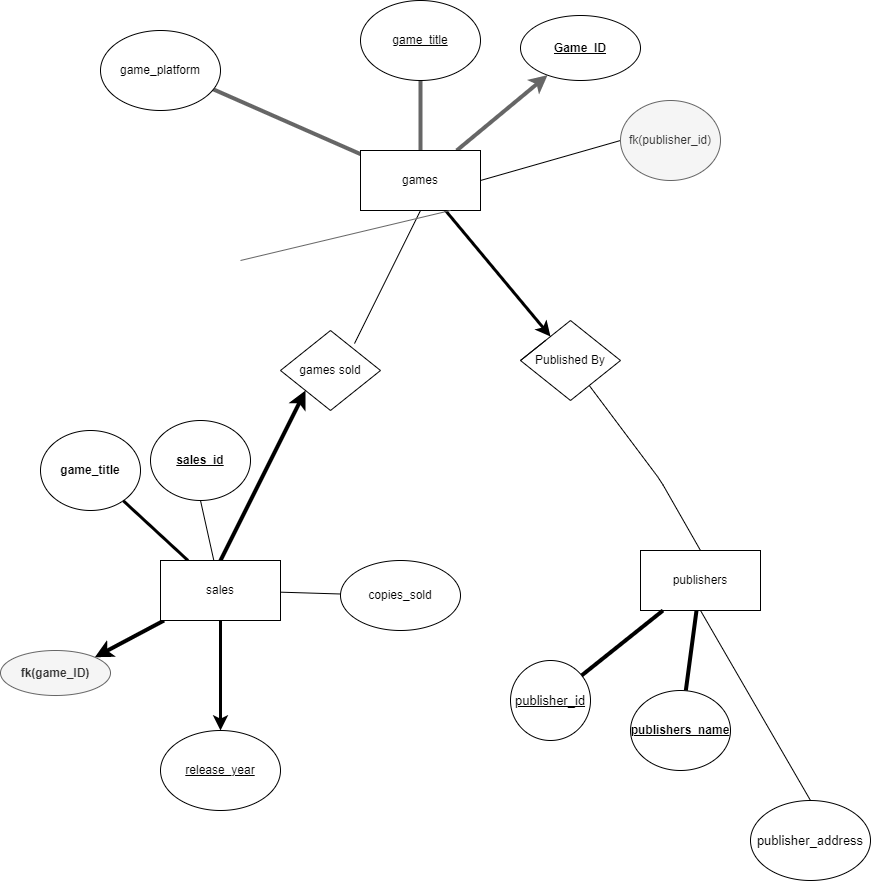 game_title
Game_ID
game_platform
fk(publisher_id)
games
Published By
games sold
game_title
sales_id
sales
copies_sold
publishers
fk(game_ID)
publisher_id
publishers_name
release_year
publisher_address